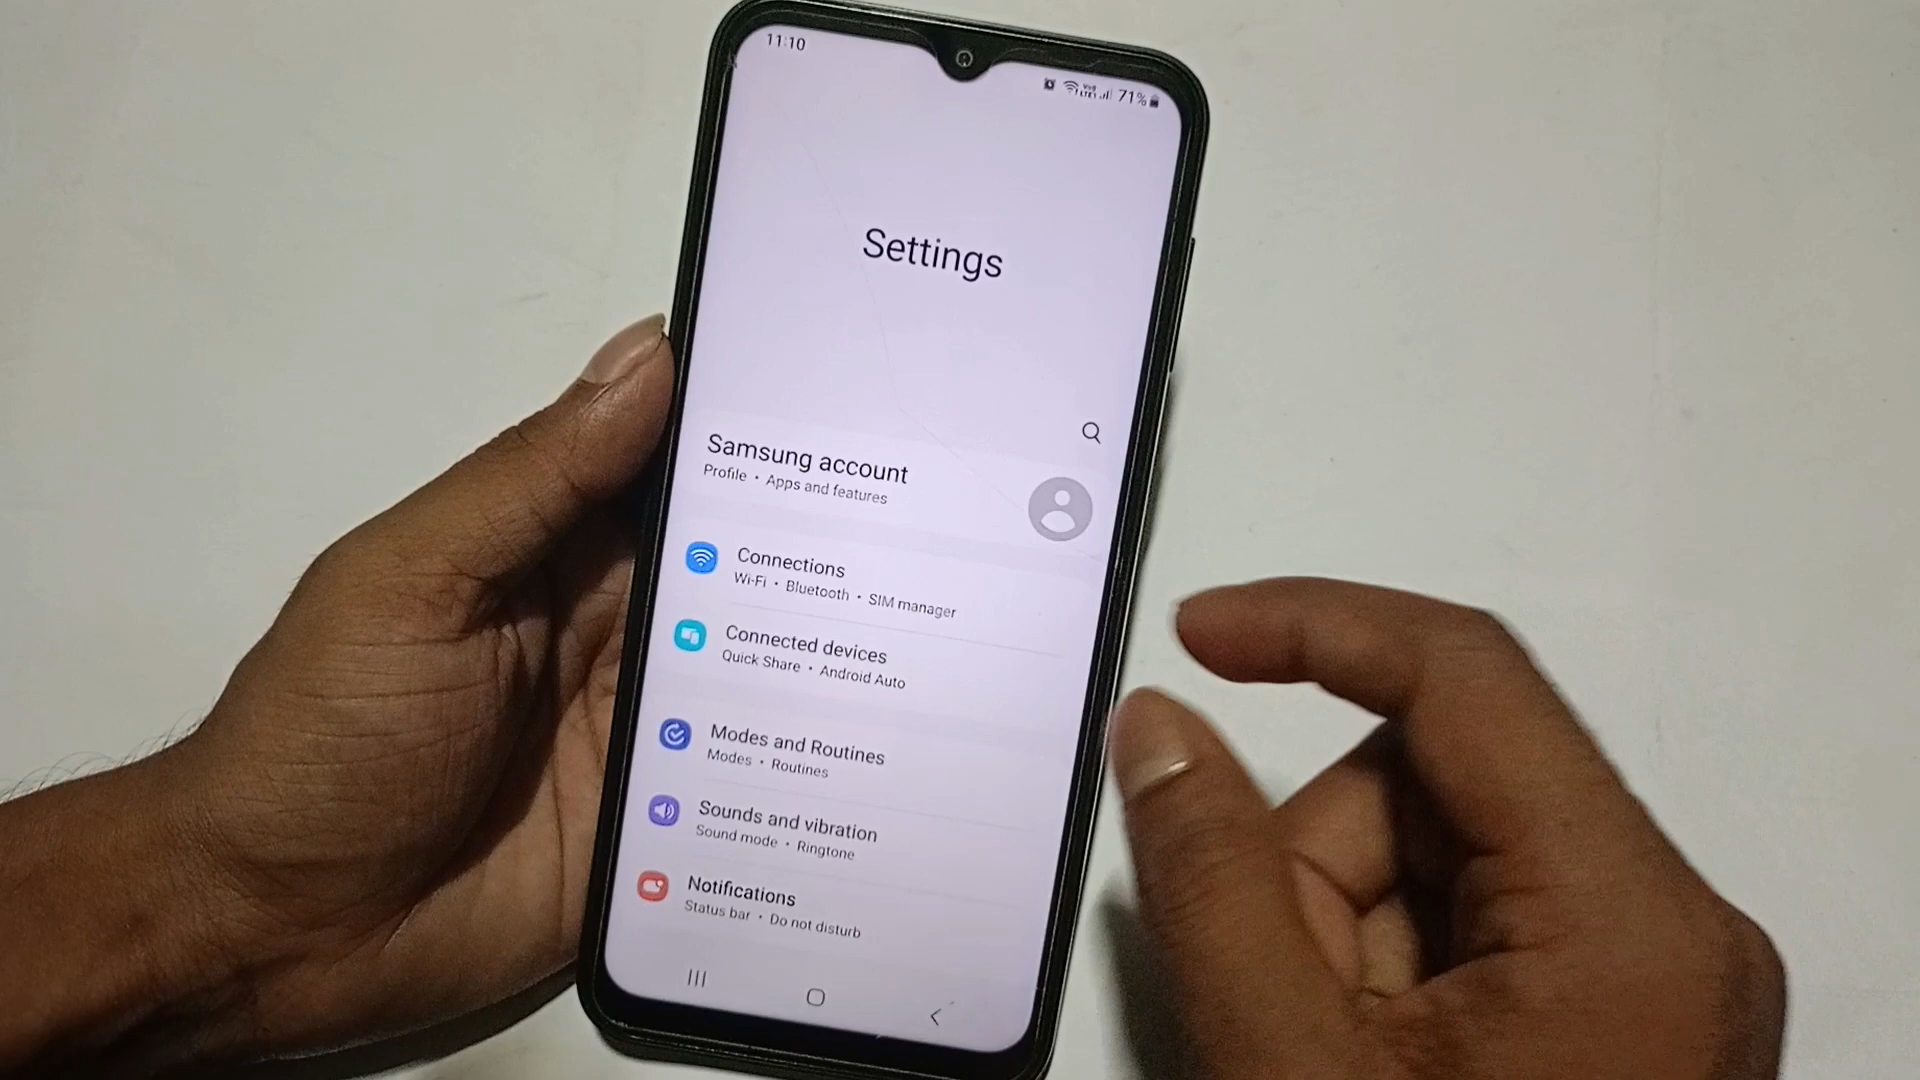 11:10
71%
Settings
Samsung account
Profile • Apps and features
Connections
Wi-Fi • Bluetooth • SIM manager
Connected devices
Quick Share • Android Auto
Modes and Routines
Modes • Routines
Sounds and vibration
Sound mode • Ringtone
Notifications
Status bar • Do not disturb